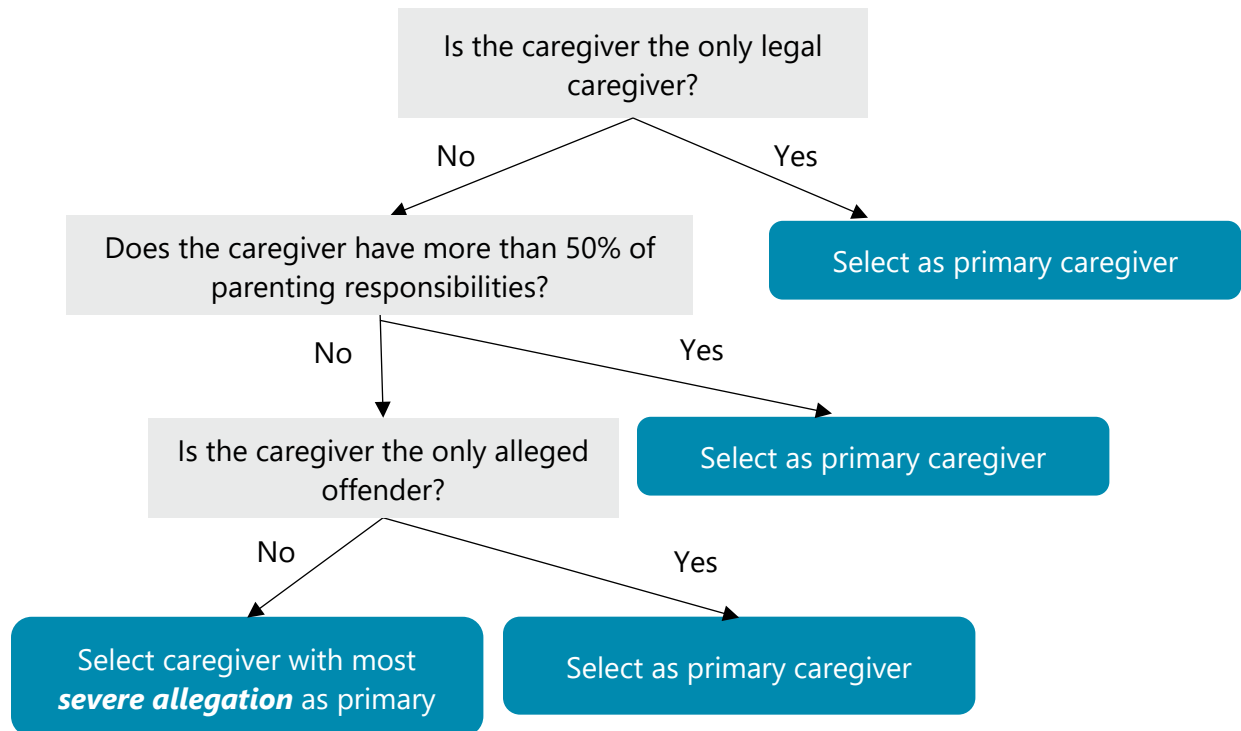 Is the caregiver the only legal
caregiver?
No
Yes
Does the caregiver have more than 50% of
parenting responsibilities?
Select as primary caregiver
No
Yes
Is the caregiver the only alleged
offender?
Select as primary caregiver
No
Yes
Select caregiver with most
severe allegation as primary
Select as primary caregiver